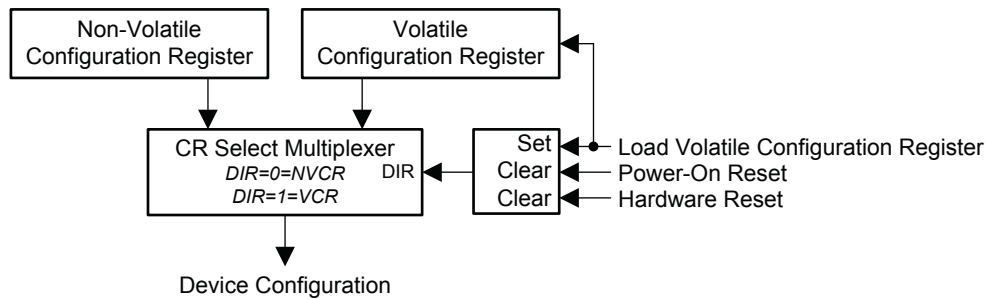 Non-Volatile
Configuration Register
Volatile
Configuration Register
CR Select Multiplexer
DIR=0=NVCR
DIR=1=VCR
DIR
Set
Clear
Clear
Load Volatile Configuration Register
Power-On Reset
Hardware Reset
Device Configuration